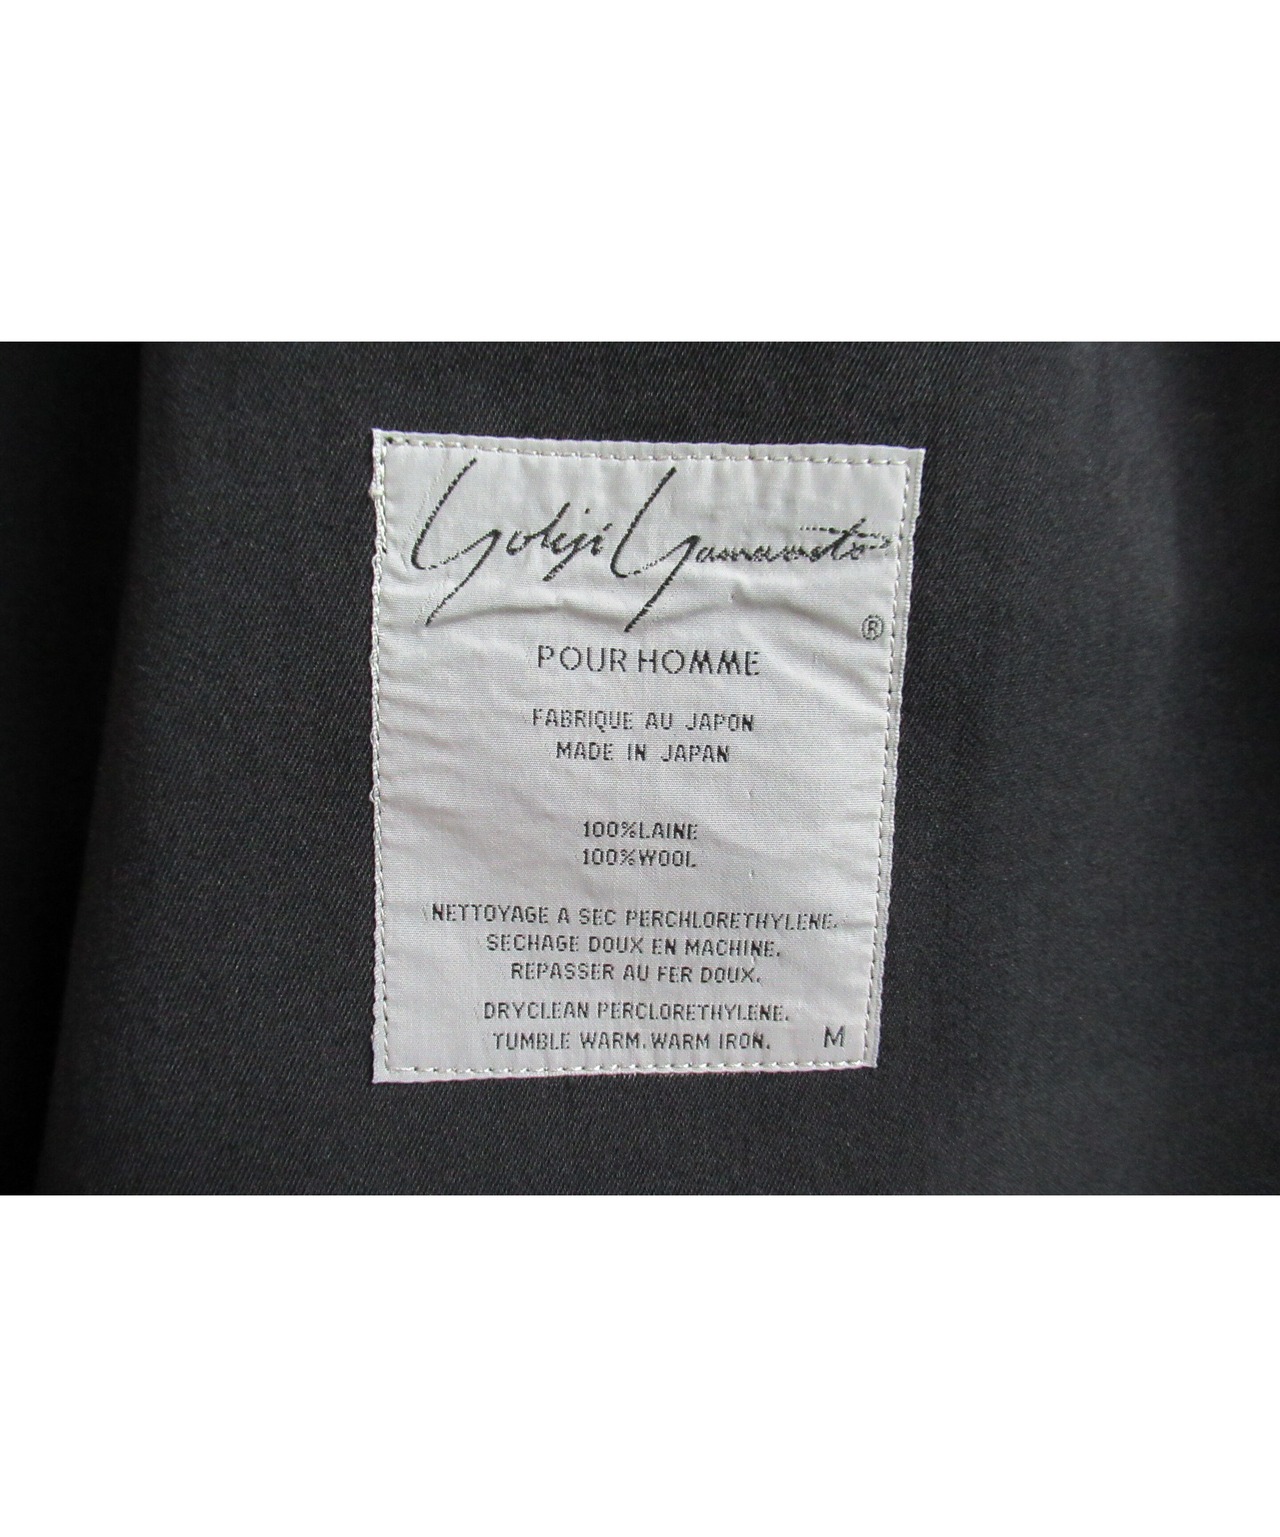 Yohji Yamamoto
®
POUR HOMME
FABRIQUE AU JAPON
MADE IN JAPAN
100%LAINE
100%WOOL
NETTOYAGE A SEC PERCHLORETHYLENE.
SECHAGE DOUX EN MACHINE.
REPASSER AU FER DOUX.
DRYCLEAN PERCLORETHYLENE.
TUMBLE WARM. WARM IRON. M